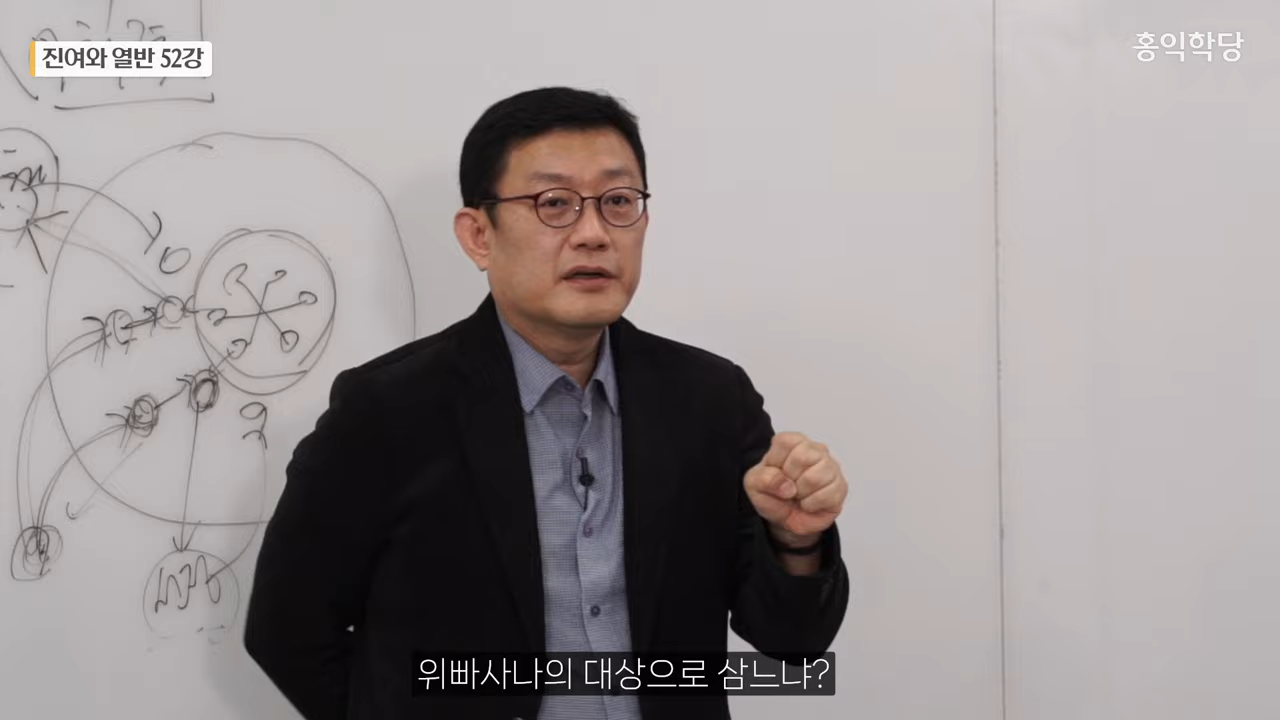 진여와 열반 52강
홍익학당
위빠사나의 대상으로 삼느냐?